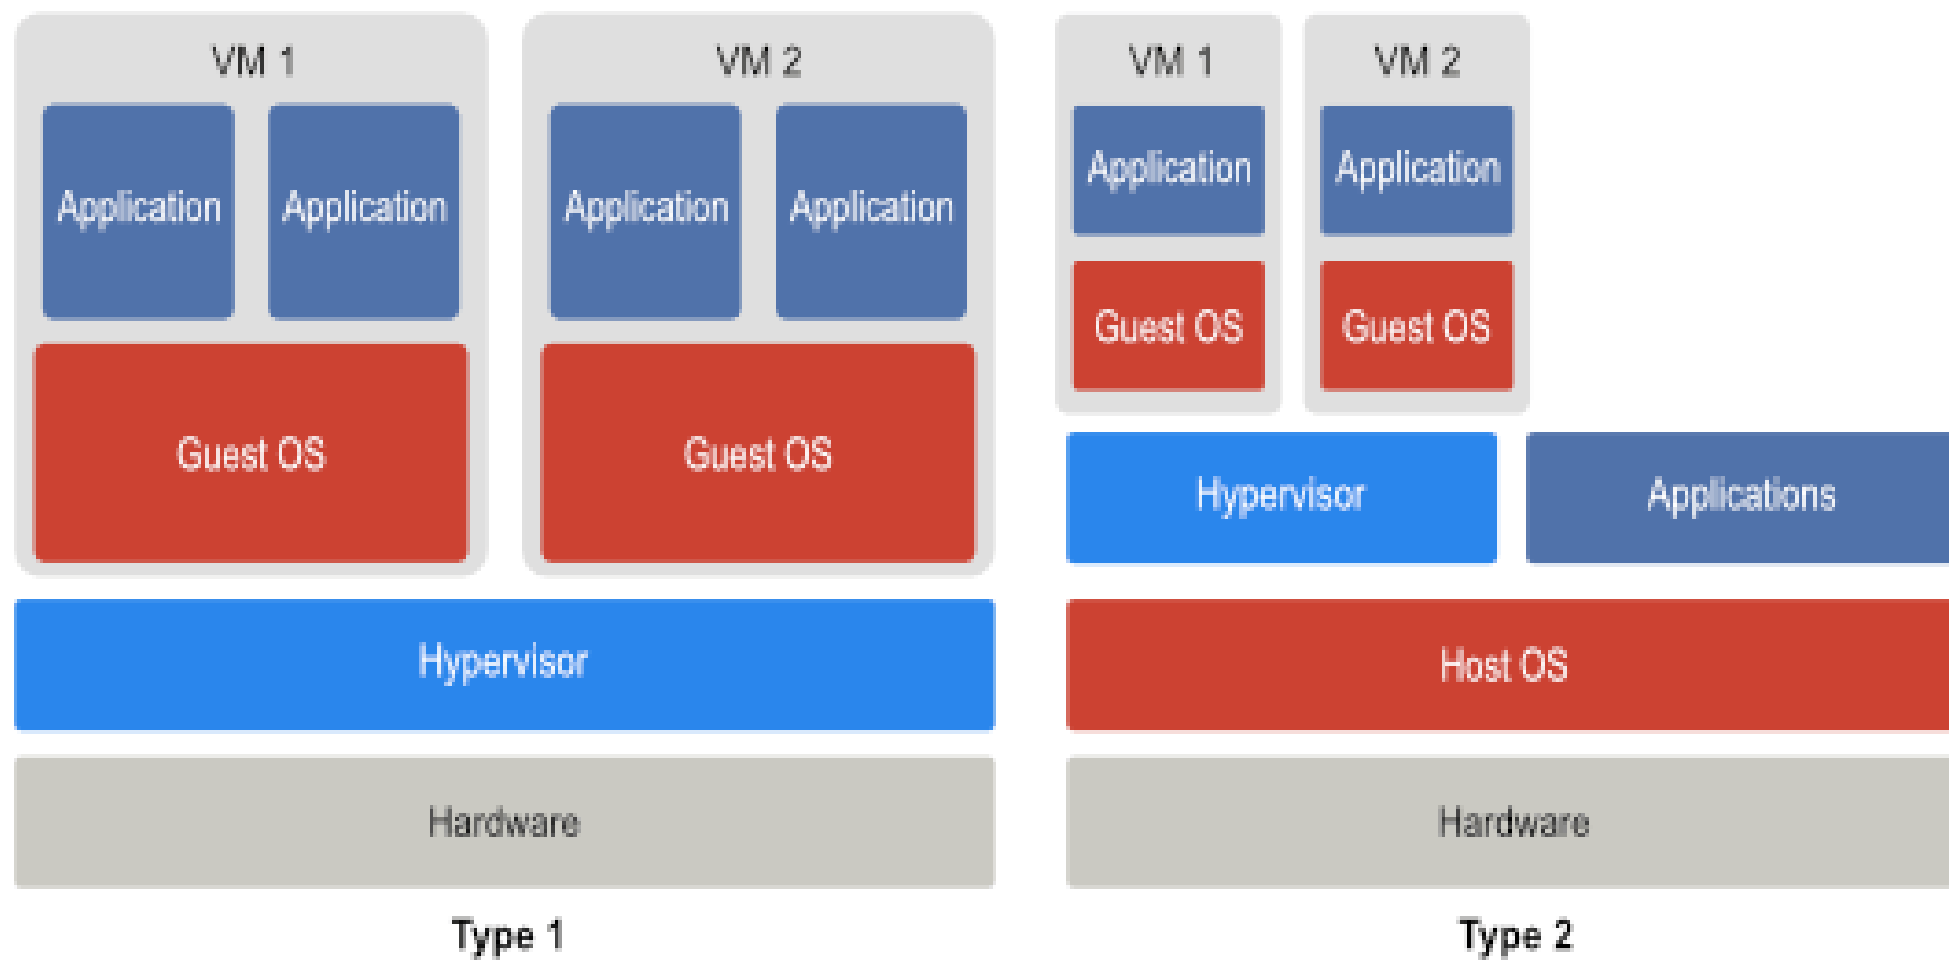 VM 1
VM 2
Application
Application
Application
Application
Guest OS
Guest OS
Hypervisor
Hardware
Type 1
VM 1
VM 2
Application
Application
Guest OS
Guest OS
Hypervisor
Applications
Host OS
Hardware
Type 2